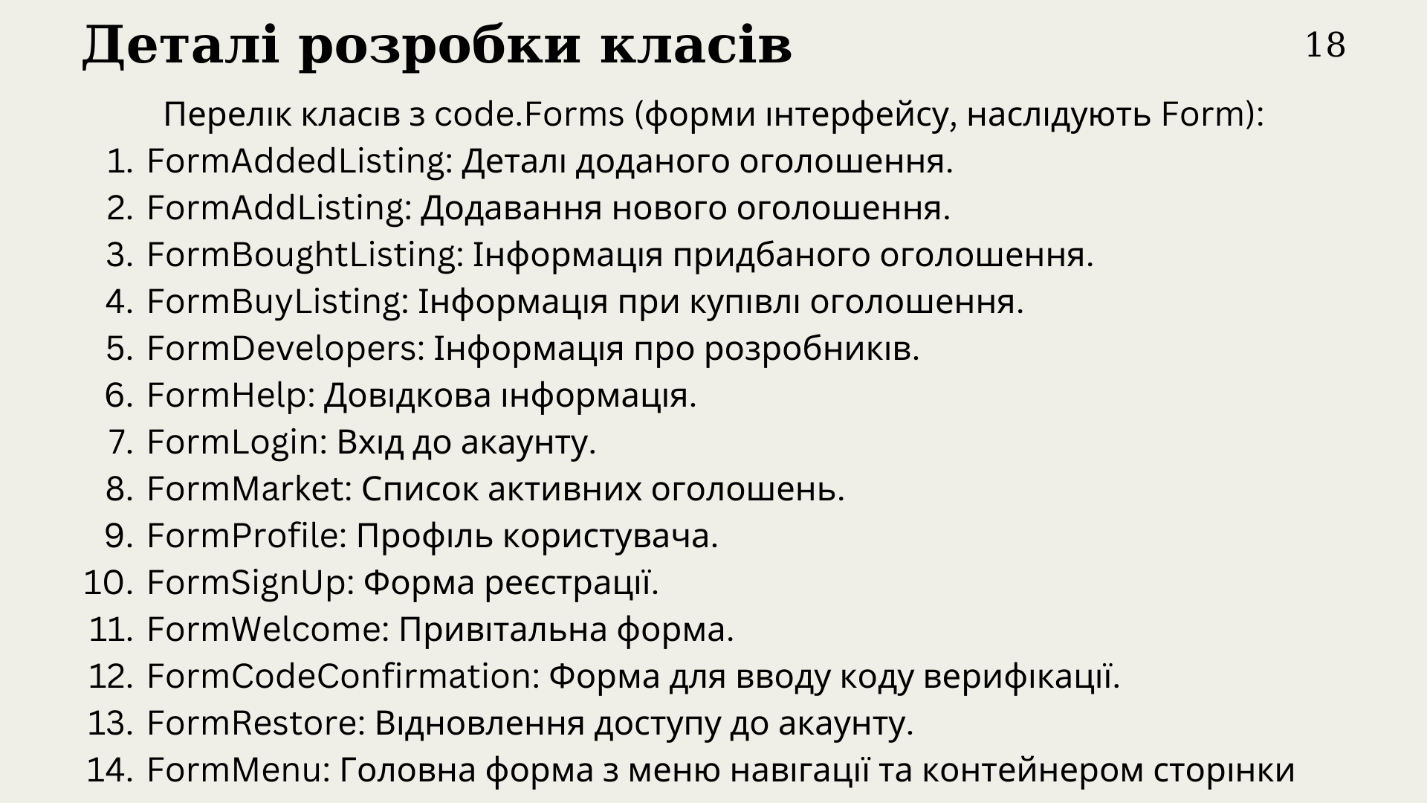 Деталі розробки класів
18
Перелік класів з code.Forms (форми інтерфейсу, наслідують Form):
1. FormAddedListing: Деталі доданого оголошення.
2. FormAddListing: Додавання нового оголошення.
3. FormBoughtListing: Інформація придбаного оголошення.
4. FormBuyListing: Інформація при купівлі оголошення.
5. FormDevelopers: Інформація про розробників.
6. FormHelp: Довідкова інформація.
7. FormLogin: Вхід до акаунту.
8. FormMarket: Список активних оголошень.
9. FormProfile: Профіль користувача.
10. FormSignUp: Форма реєстрації.
11. FormWelcome: Привітальна форма.
12. FormCodeConfirmation: Форма для вводу коду верифікації.
13. FormRestore: Відновлення доступу до акаунту.
14. FormMenu: Головна форма з меню навігації та контейнером сторінки